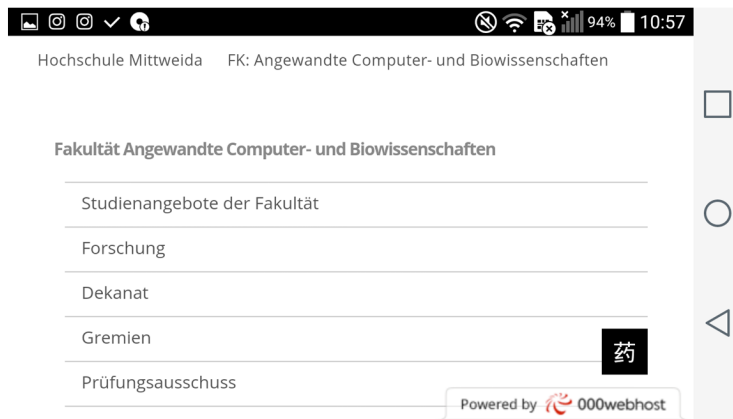 94% 10:57
Hochschule Mittweida FK: Angewandte Computer- und Biowissenschaften
Fakultät Angewandte Computer- und Biowissenschaften
Studienangebote der Fakultät
Forschung
Dekanat
Gremien
药
Prüfungsausschuss
Powered by 000webhost